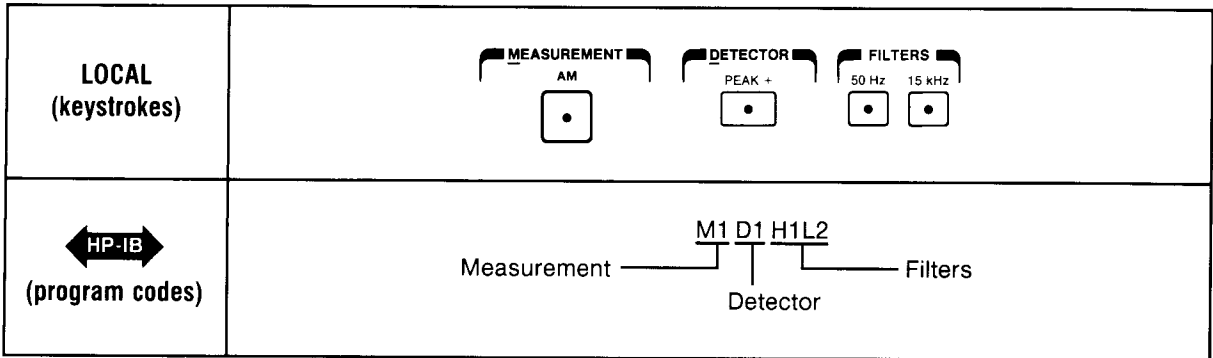 LOCAL
(keystrokes)
MEASUREMENT
AM
DETECTOR
PEAK +
FILTERS
50 Hz 15 kHz
HP-IB
(program codes)
M1 D1 H1L2
Measurement
Filters
Detector